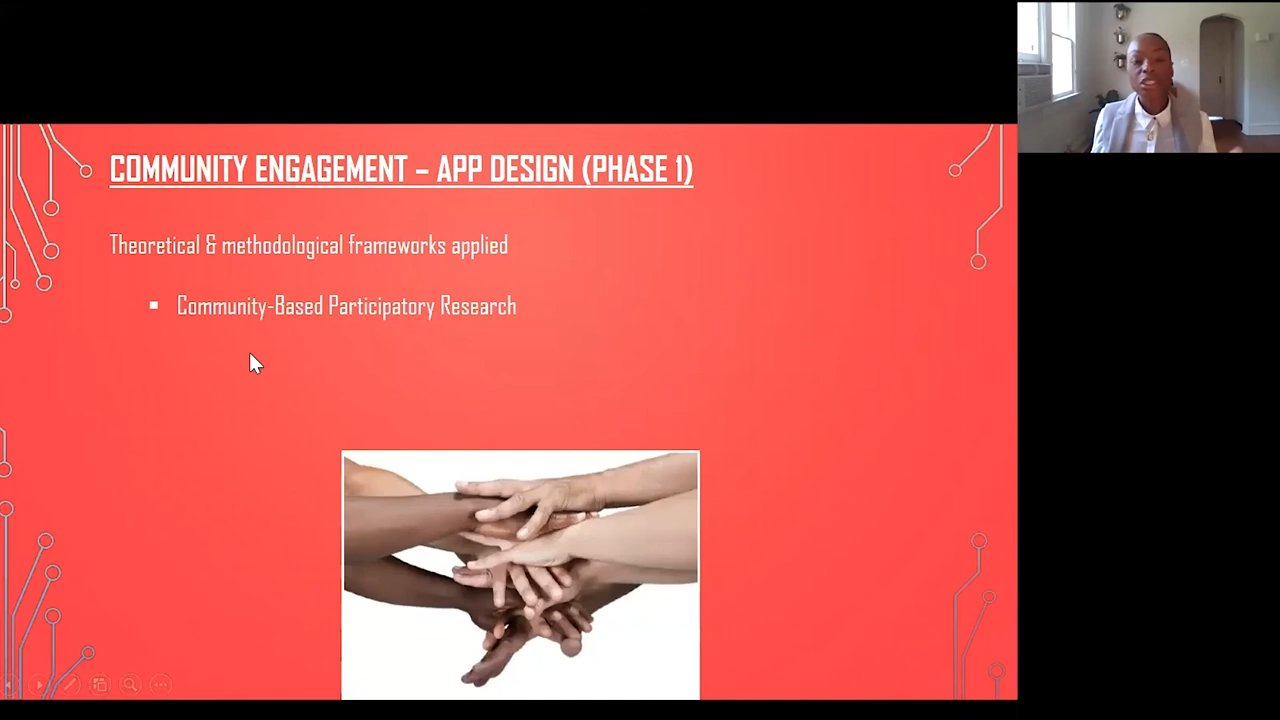 COMMUNITY ENGAGEMENT – APP DESIGN (PHASE 1)
Theoretical & methodological frameworks applied
▪ Community-Based Participatory Research